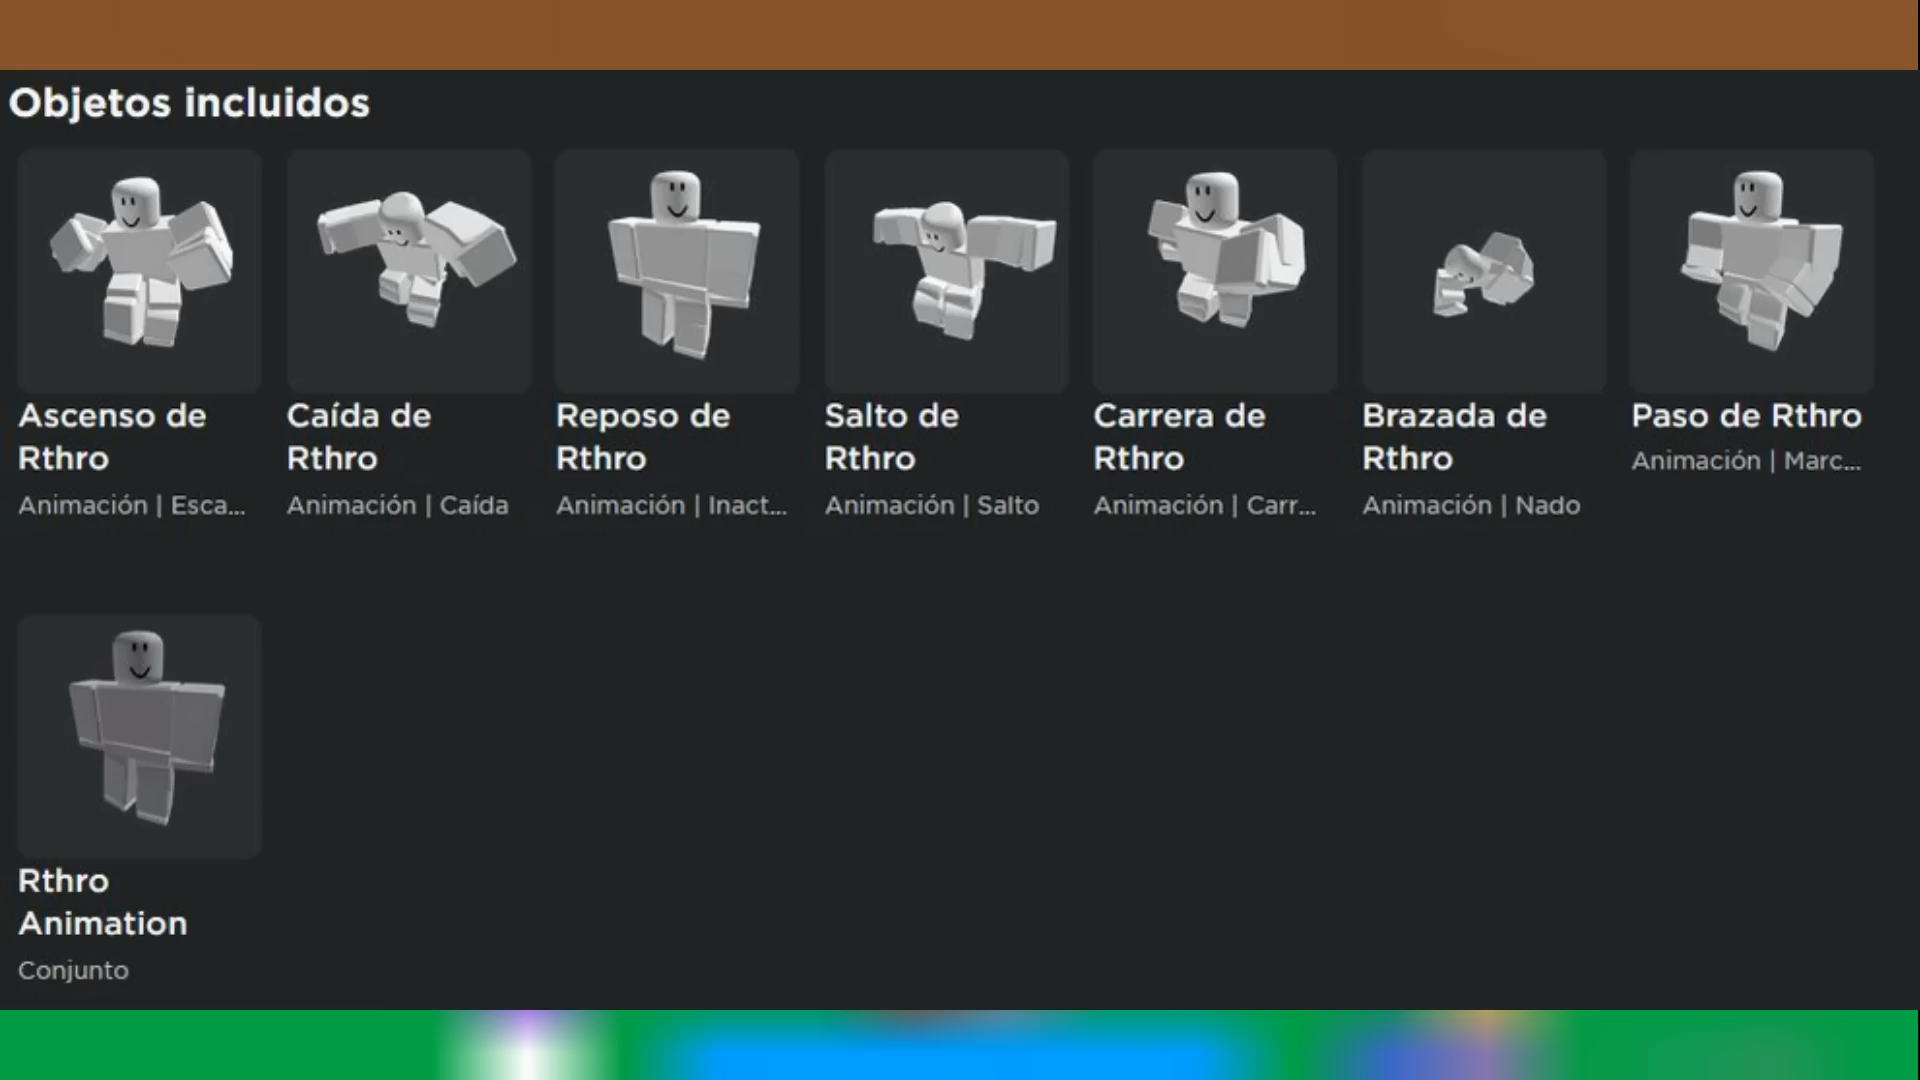 Objetos incluidos
Ascenso de
Rthro
Animación | Esca...
Caída de
Rthro
Animación | Caída
Reposo de
Rthro
Animación | Inact...
Salto de
Rthro
Animación | Salto
Carrera de
Rthro
Animación | Carr...
Brazada de
Rthro
Animación | Nado
Paso de Rthro
Animación | Marc...
Rthro
Animation
Conjunto